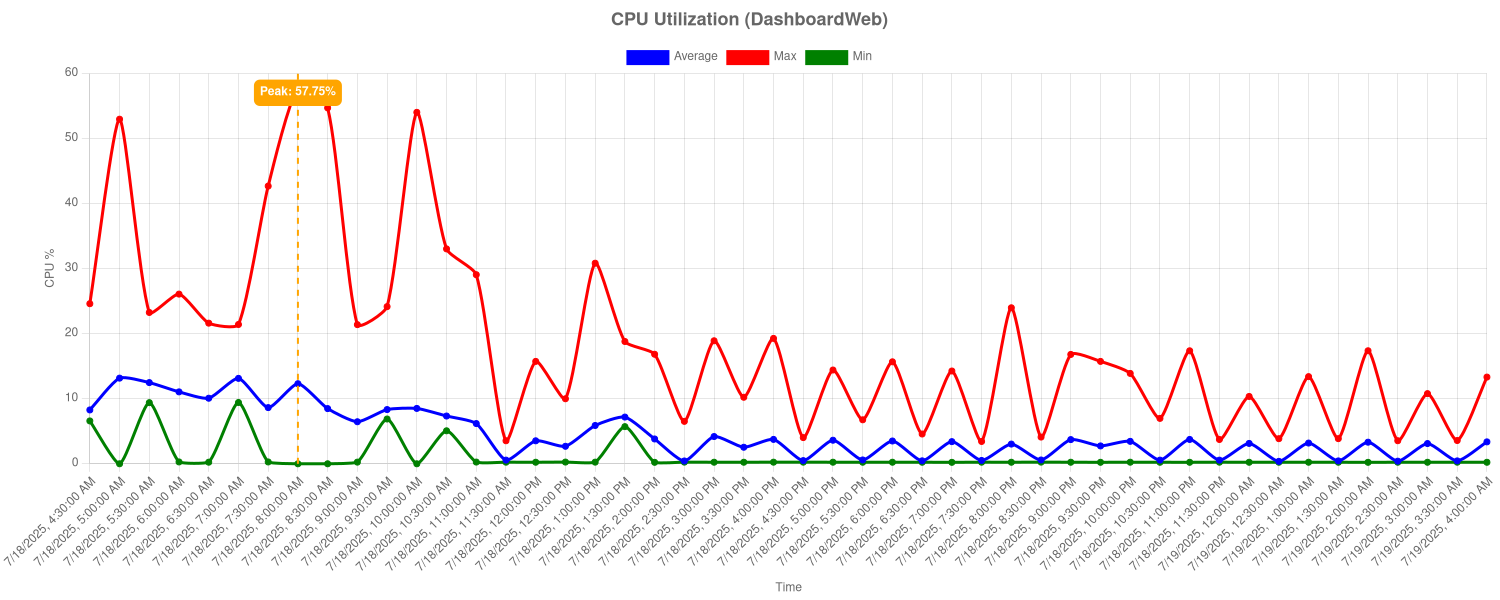 CPU Utilization (DashboardWeb)
Average Max Min
Peak: 57.75%
60
50
40
30
20
10
0
CPU %
7/18/2025, 4:30:00 AM
7/18/2025, 5:00:00 AM
7/18/2025, 5:30:00 AM
7/18/2025, 6:00:00 AM
7/18/2025, 6:30:00 AM
7/18/2025, 7:00:00 AM
7/18/2025, 7:30:00 AM
7/18/2025, 8:00:00 AM
7/18/2025, 8:30:00 AM
7/18/2025, 9:00:00 AM
7/18/2025, 9:30:00 AM
7/18/2025, 10:00:00 AM
7/18/2025, 10:30:00 AM
7/18/2025, 11:00:00 AM
7/18/2025, 11:30:00 AM
7/18/2025, 12:00:00 PM
7/18/2025, 12:30:00 PM
7/18/2025, 1:00:00 PM
7/18/2025, 1:30:00 PM
7/18/2025, 2:00:00 PM
7/18/2025, 2:30:00 PM
7/18/2025, 3:00:00 PM
7/18/2025, 3:30:00 PM
7/18/2025, 4:00:00 PM
7/18/2025, 4:30:00 PM
7/18/2025, 5:00:00 PM
7/18/2025, 5:30:00 PM
7/18/2025, 6:00:00 PM
7/18/2025, 6:30:00 PM
7/18/2025, 7:00:00 PM
7/18/2025, 7:30:00 PM
7/18/2025, 8:00:00 PM
7/18/2025, 8:30:00 PM
7/18/2025, 9:00:00 PM
7/18/2025, 9:30:00 PM
7/18/2025, 10:00:00 PM
7/18/2025, 10:30:00 PM
7/18/2025, 11:00:00 PM
7/18/2025, 11:30:00 PM
7/19/2025, 12:00:00 AM
7/19/2025, 12:30:00 AM
7/19/2025, 1:00:00 AM
7/19/2025, 1:30:00 AM
7/19/2025, 2:00:00 AM
7/19/2025, 2:30:00 AM
7/19/2025, 3:00:00 AM
7/19/2025, 3:30:00 AM
7/19/2025, 4:00:00 AM
Time